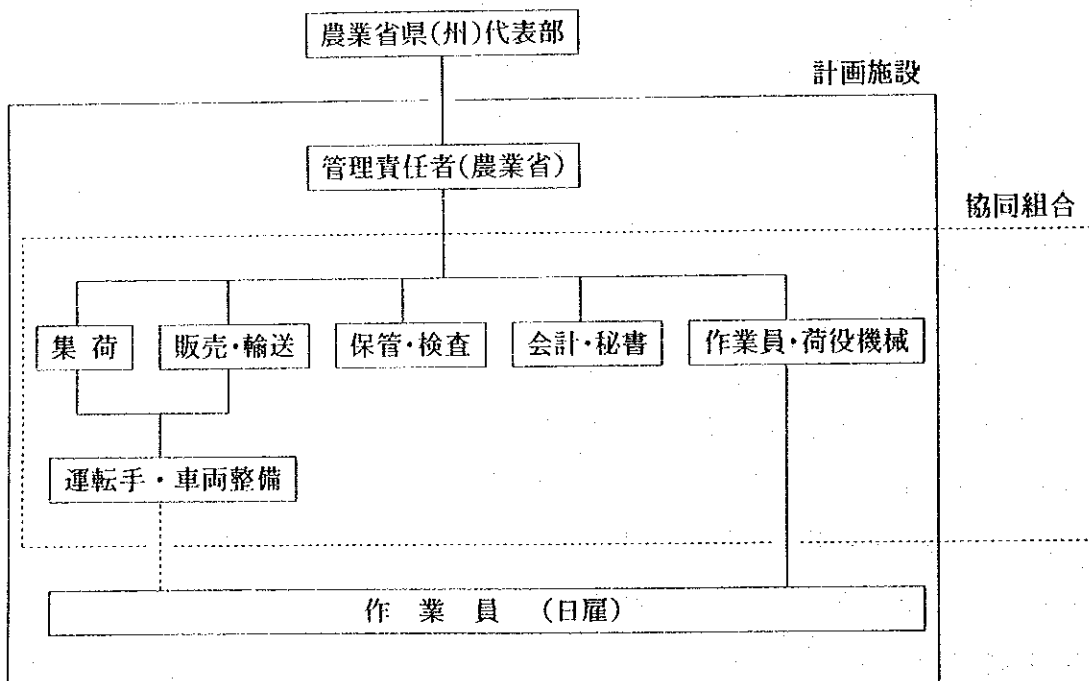 農業省県(州)代表部
計画施設
管理責任者(農業省)
協同組合
集 荷
販売・輸送
保管・検査
会計・秘書
作業員・荷役機械
運転手・車両整備
作 業 員 (日雇)